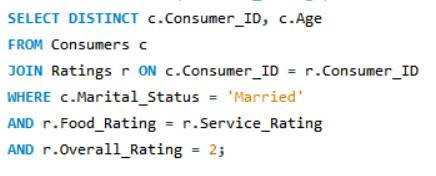 SELECT DISTINCT c.Consumer_ID, c.Age
FROM Consumers c
JOIN Ratings r ON c.Consumer_ID = r.Consumer_ID
WHERE c.Marital_Status = 'Married'
AND r.Food_Rating = r.Service_Rating
AND r.Overall_Rating = 2;